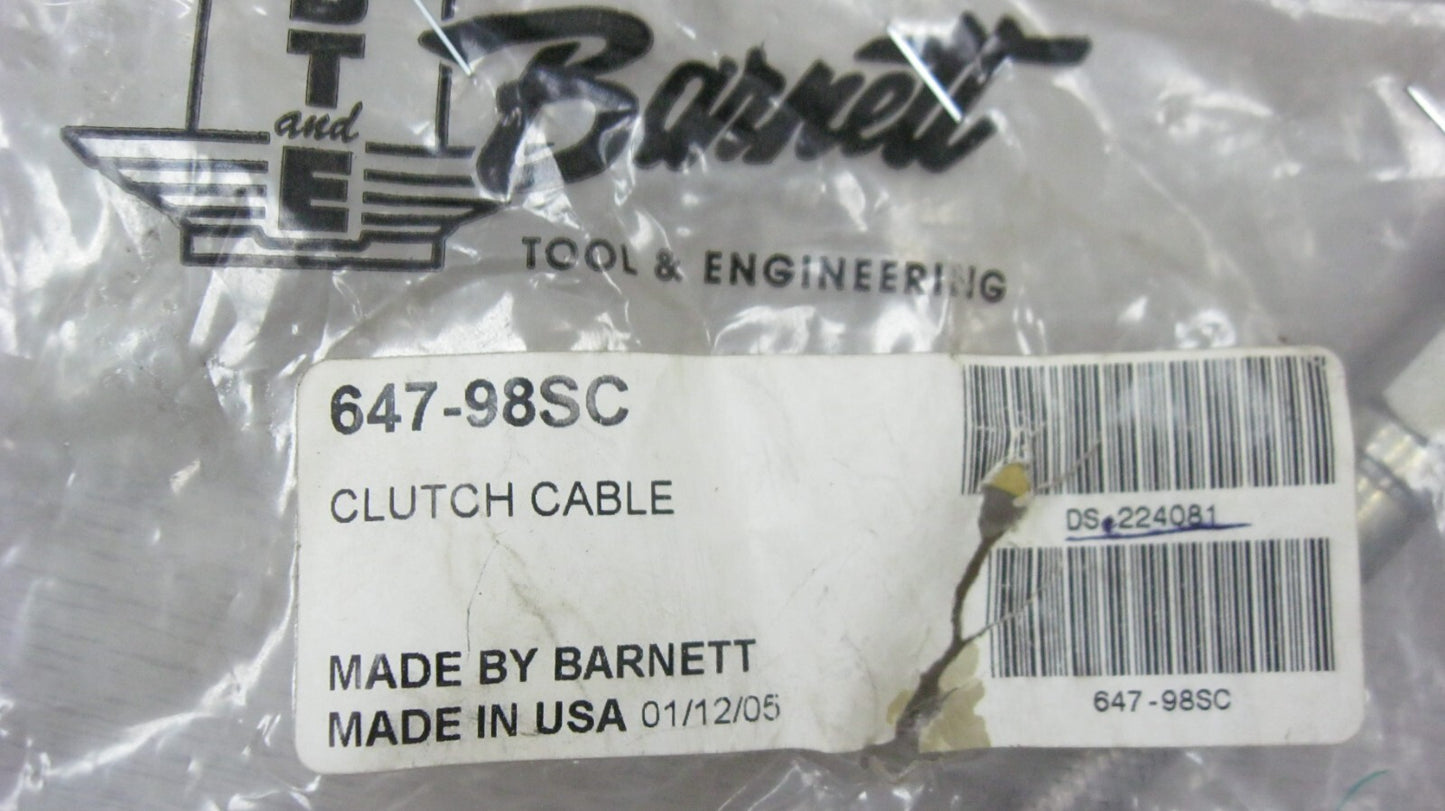 BT
and
E
Barnett
TOOL & ENGINEERING
647-98SC
CLUTCH CABLE
MADE BY BARNETT
MADE IN USA 01/12/05
DS-224081
647-98SC